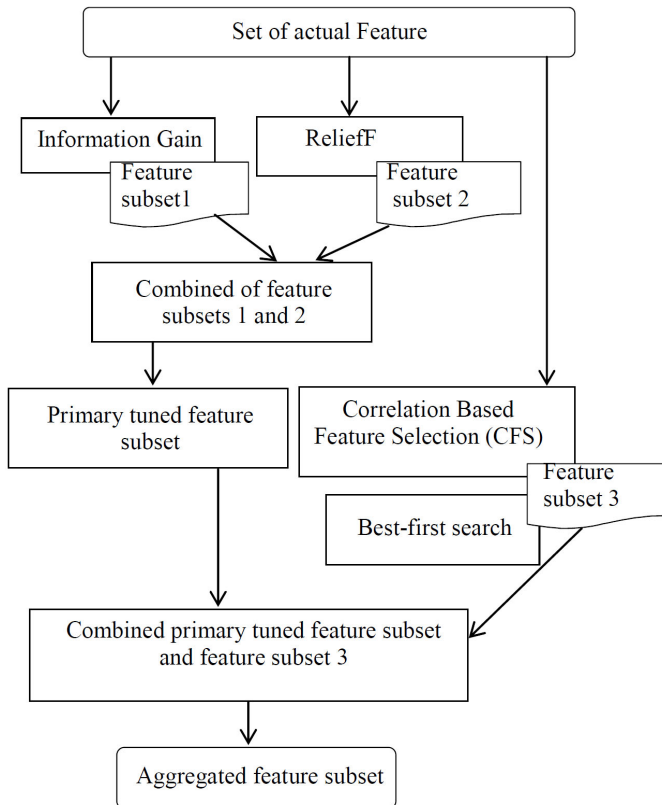 Set of actual Feature
Information Gain
ReliefF
Feature
subset1
Feature
subset 2
Combined of feature
subsets 1 and 2
Primary tuned feature
subset
Correlation Based
Feature Selection (CFS)
Feature
subset 3
Best-first search
Combined primary tuned feature subset
and feature subset 3
Aggregated feature subset